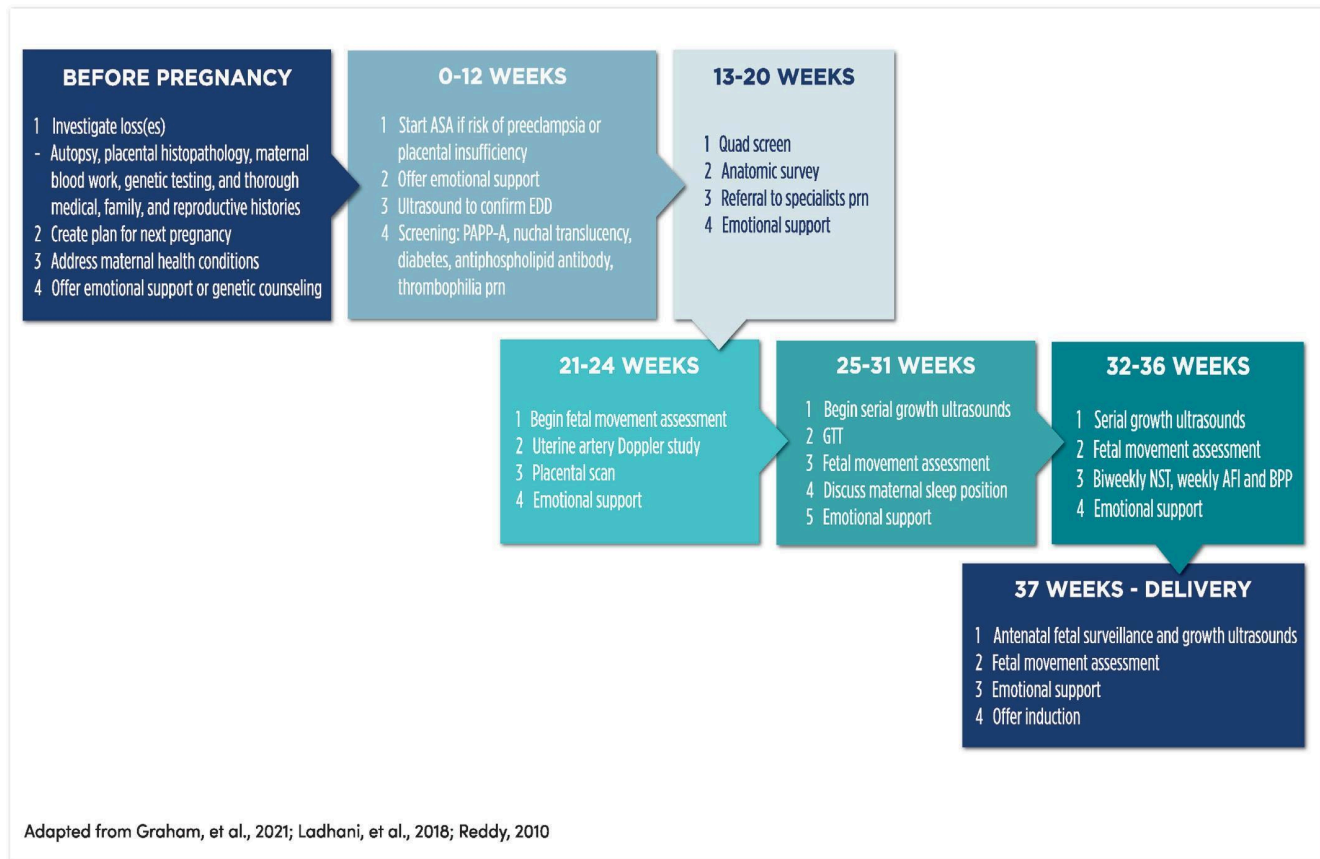 BEFORE PREGNANCY
1 Investigate loss(es)
- Autopsy, placental histopathology, maternal
blood work, genetic testing, and thorough
medical, family, and reproductive histories
2 Create plan for next pregnancy
3 Address maternal health conditions
4 Offer emotional support or genetic counseling
0-12 WEEKS
1 Start ASA if risk of preeclampsia or
placental insufficiency
2 Offer emotional support
3 Ultrasound to confirm EDD
4 Screening: PAPP-A, nuchal translucency,
diabetes, antiphospholipid antibody,
thrombophilia prn
13-20 WEEKS
1 Quad screen
2 Anatomic survey
3 Referral to specialists prn
4 Emotional support
21-24 WEEKS
1 Begin fetal movement assessment
2 Uterine artery Doppler study
3 Placental scan
4 Emotional support
25-31 WEEKS
1 Begin serial growth ultrasounds
2 GTT
3 Fetal movement assessment
4 Discuss maternal sleep position
5 Emotional support
32-36 WEEKS
1 Serial growth ultrasounds
2 Fetal movement assessment
3 Biweekly NST, weekly AFI and BPP
4 Emotional support
37 WEEKS - DELIVERY
1 Antenatal fetal surveillance and growth ultrasounds
2 Fetal movement assessment
3 Emotional support
4 Offer induction
Adapted from Graham, et al., 2021; Ladhani, et al., 2018; Reddy, 2010